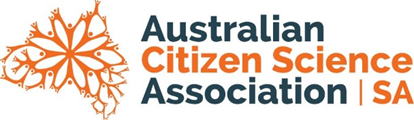 Australian
Citizen Science
Association | SA